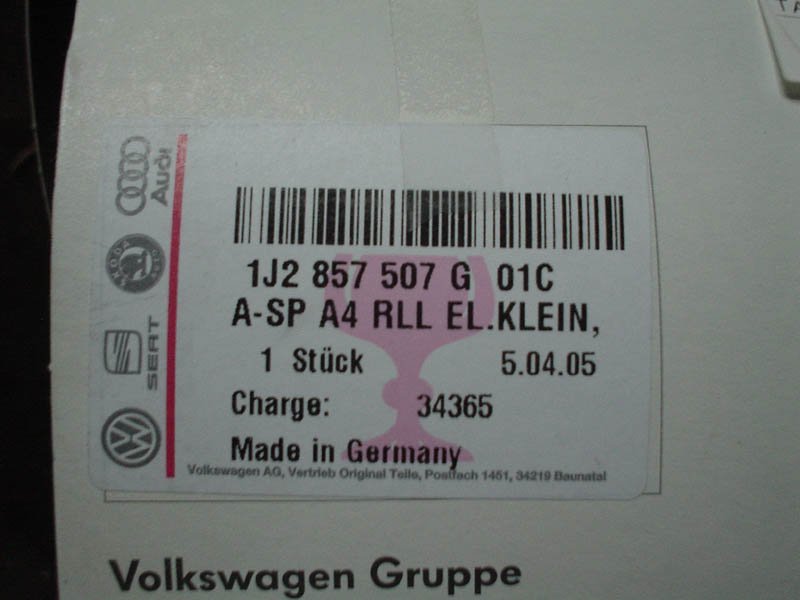 Audi
SKODA
SEAT
1J2 857 507 G 01C
A-SP A4 RLL EL.KLEIN,
1 Stück 5.04.05
Charge: 34365
Made in Germany
Volkswagen AG, Vertrieb Original Teile, Postfach 1451, 34219 Baunatal
Volkswagen Gruppe